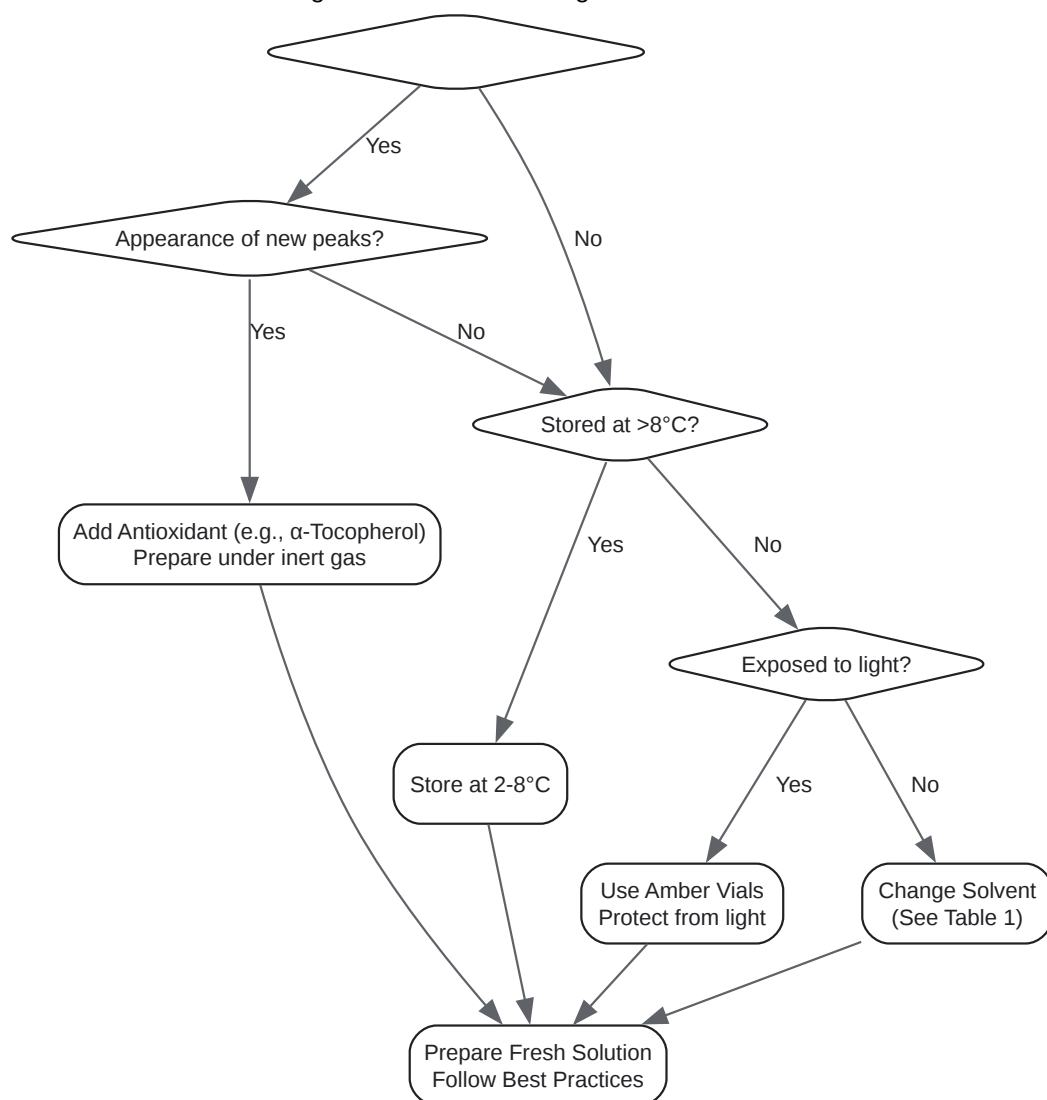 Yes
Appearance of new peaks?
No
Yes
No
Stored at >8°C?
Add Antioxidant (e.g., α-Tocopherol)
Prepare under inert gas
Yes
No
Exposed to light?
Store at 2-8°C
Yes
No
Use Amber Vials
Protect from light
Change Solvent
(See Table 1)
Prepare Fresh Solution
Follow Best Practices